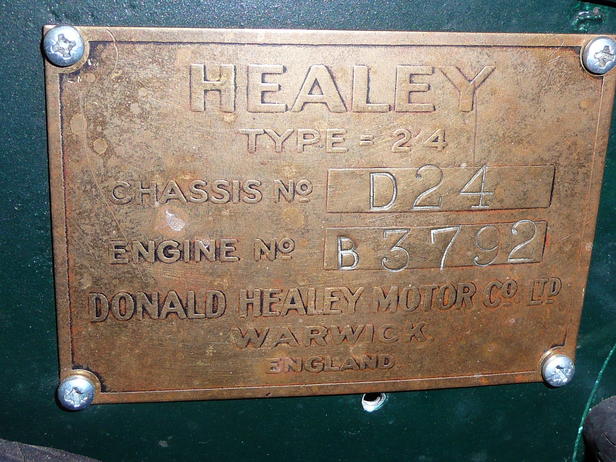 HEALEY
TYPE = 2·4
CHASSIS Nº D24
ENGINE Nº B3792
DONALD HEALEY MOTOR Cº LTD
WARWICK
ENGLAND